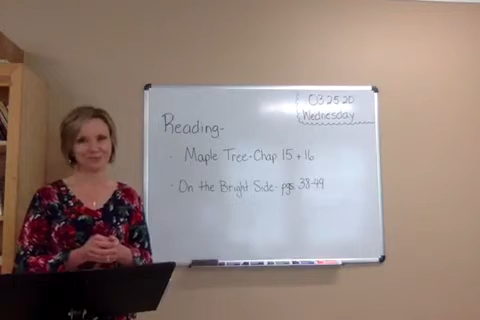 03·25·20
Wednesday
Reading-
· Maple Tree - Chap 15 + 16
· On the Bright Side - pgs. 38-49